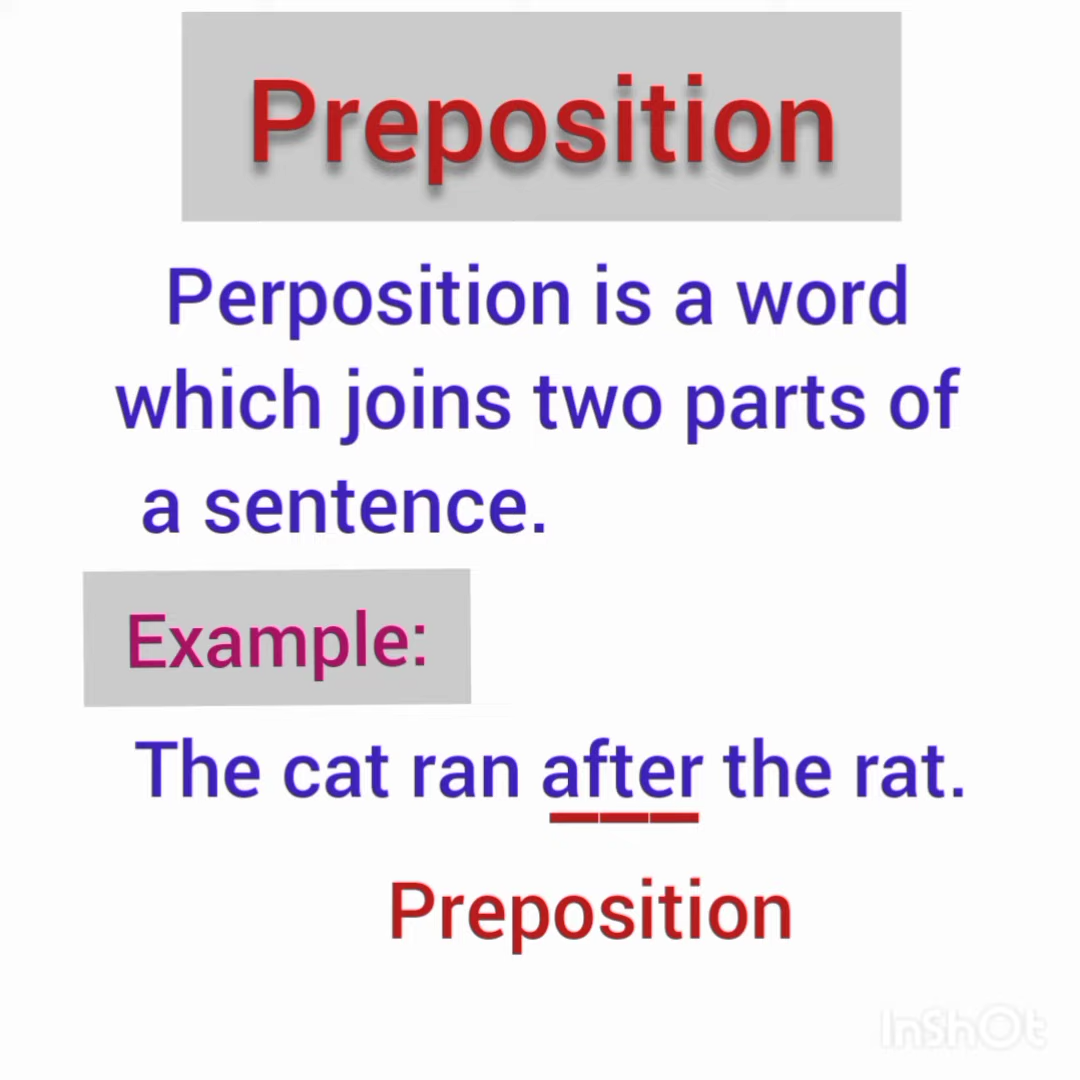 Preposition
Perposition is a word
which joins two parts of
a sentence.
Example:
The cat ran after the rat.
Preposition
InShOt